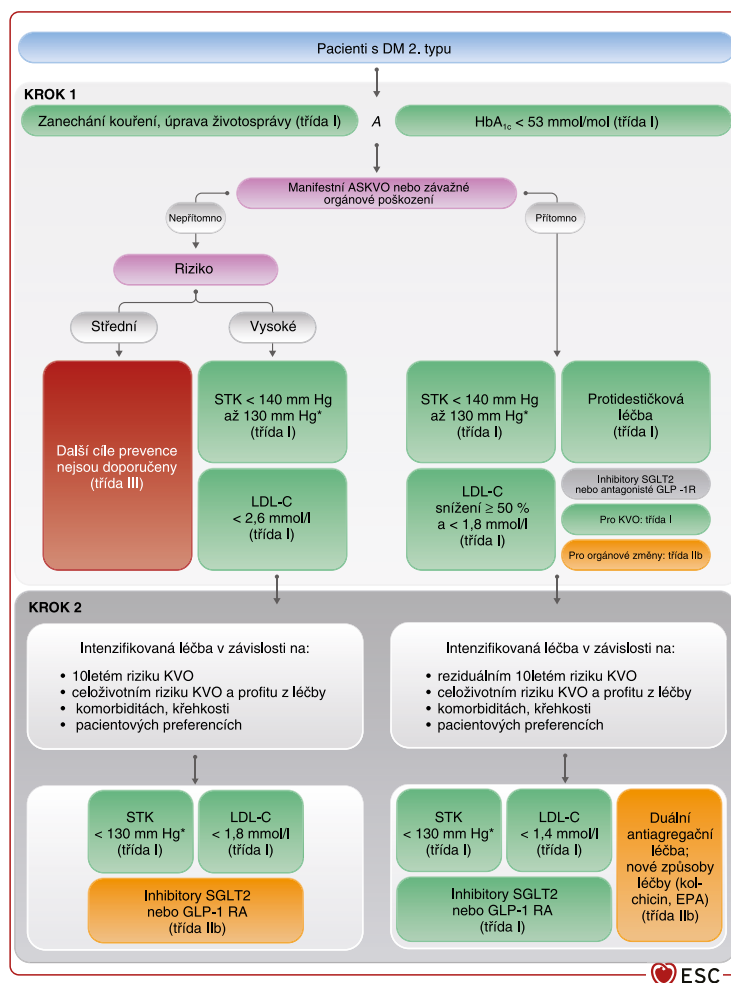 Pacienti s DM 2. typu
KROK 1
Zanechání kouření, úprava životosprávy (třída I)
A
HbA1c < 53 mmol/mol (třída I)
Manifestní ASKVO nebo závažné
orgánové poškození
Nepřítomno
Přítomno
Riziko
Střední
Vysoké
Další cíle prevence
nejsou doporučeny
(třída III)
STK < 140 mm Hg
až 130 mm Hg*
(třída I)
LDL-C
< 2,6 mmol/l
(třída I)
STK < 140 mm Hg
až 130 mm Hg*
(třída I)
LDL-C
snížení ≥ 50 %
a < 1,8 mmol/l
(třída I)
Protidestičková
léčba
(třída I)
Inhibitory SGLT2
nebo antagonisté GLP -1R
Pro KVO: třída I
Pro orgánové změny: třída IIb
KROK 2
Intenzifikovaná léčba v závislosti na:
• 10letém riziku KVO
• celoživotním riziku KVO a profitu z léčby
• komorbiditách, křehkosti
• pacientových preferencích
Intenzifikovaná léčba v závislosti na:
• reziduálním 10letém riziku KVO
• celoživotním riziku KVO a profitu z léčby
• komorbiditách, křehkosti
• pacientových preferencích
STK
< 130 mm Hg*
(třída I)
LDL-C
< 1,8 mmol/l
(třída I)
Inhibitory SGLT2
nebo GLP-1 RA
(třída IIb)
STK
< 130 mm Hg*
(třída I)
LDL-C
< 1,4 mmol/l
(třída I)
Inhibitory SGLT2
nebo GLP-1 RA
(třída I)
Duální
antiagregační
léčba;
nové způsoby
léčby (kol-
chicin, EPA)
(třída IIb)
ESC